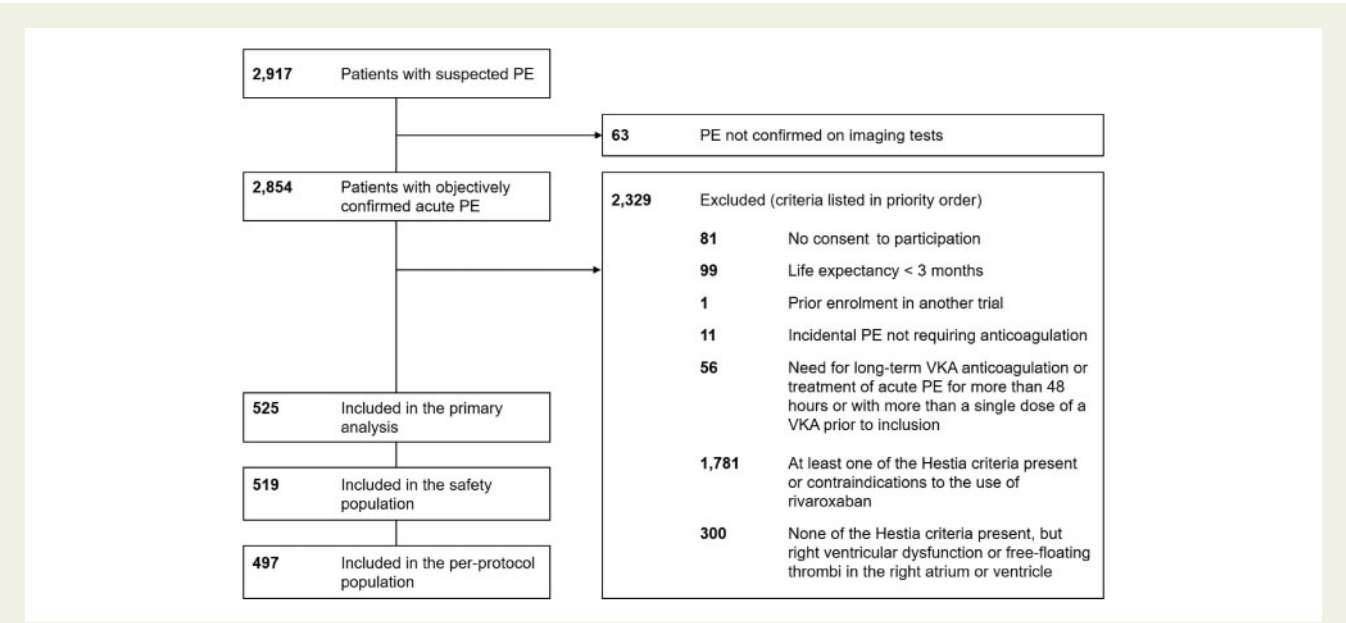 2,917 Patients with suspected PE
63 PE not confirmed on imaging tests
2,854 Patients with objectively
confirmed acute PE
2,329 Excluded (criteria listed in priority order)
81 No consent to participation
99 Life expectancy < 3 months
1 Prior enrolment in another trial
11 Incidental PE not requiring anticoagulation
56 Need for long-term VKA anticoagulation or
treatment of acute PE for more than 48
hours or with more than a single dose of a
VKA prior to inclusion
1,781 At least one of the Hestia criteria present
or contraindications to the use of
rivaroxaban
300 None of the Hestia criteria present, but
right ventricular dysfunction or free-floating
thrombi in the right atrium or ventricle
525 Included in the primary
analysis
519 Included in the safety
population
497 Included in the per-protocol
population